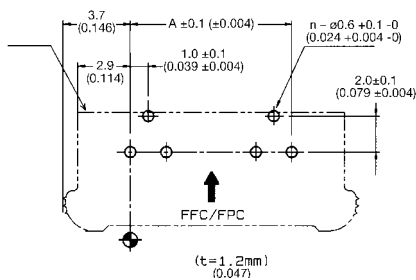 3.7
(0.146)
A ±0.1 (±0.004)
n - ø0.6 +0.1 -0
(0.024 +0.004 -0)
1.0 ±0.1
(0.039 ±0.004)
2.9
(0.114)
2.0±0.1
(0.079 ±0.004)
FFC/FPC
(t=1.2mm)
(0.047)